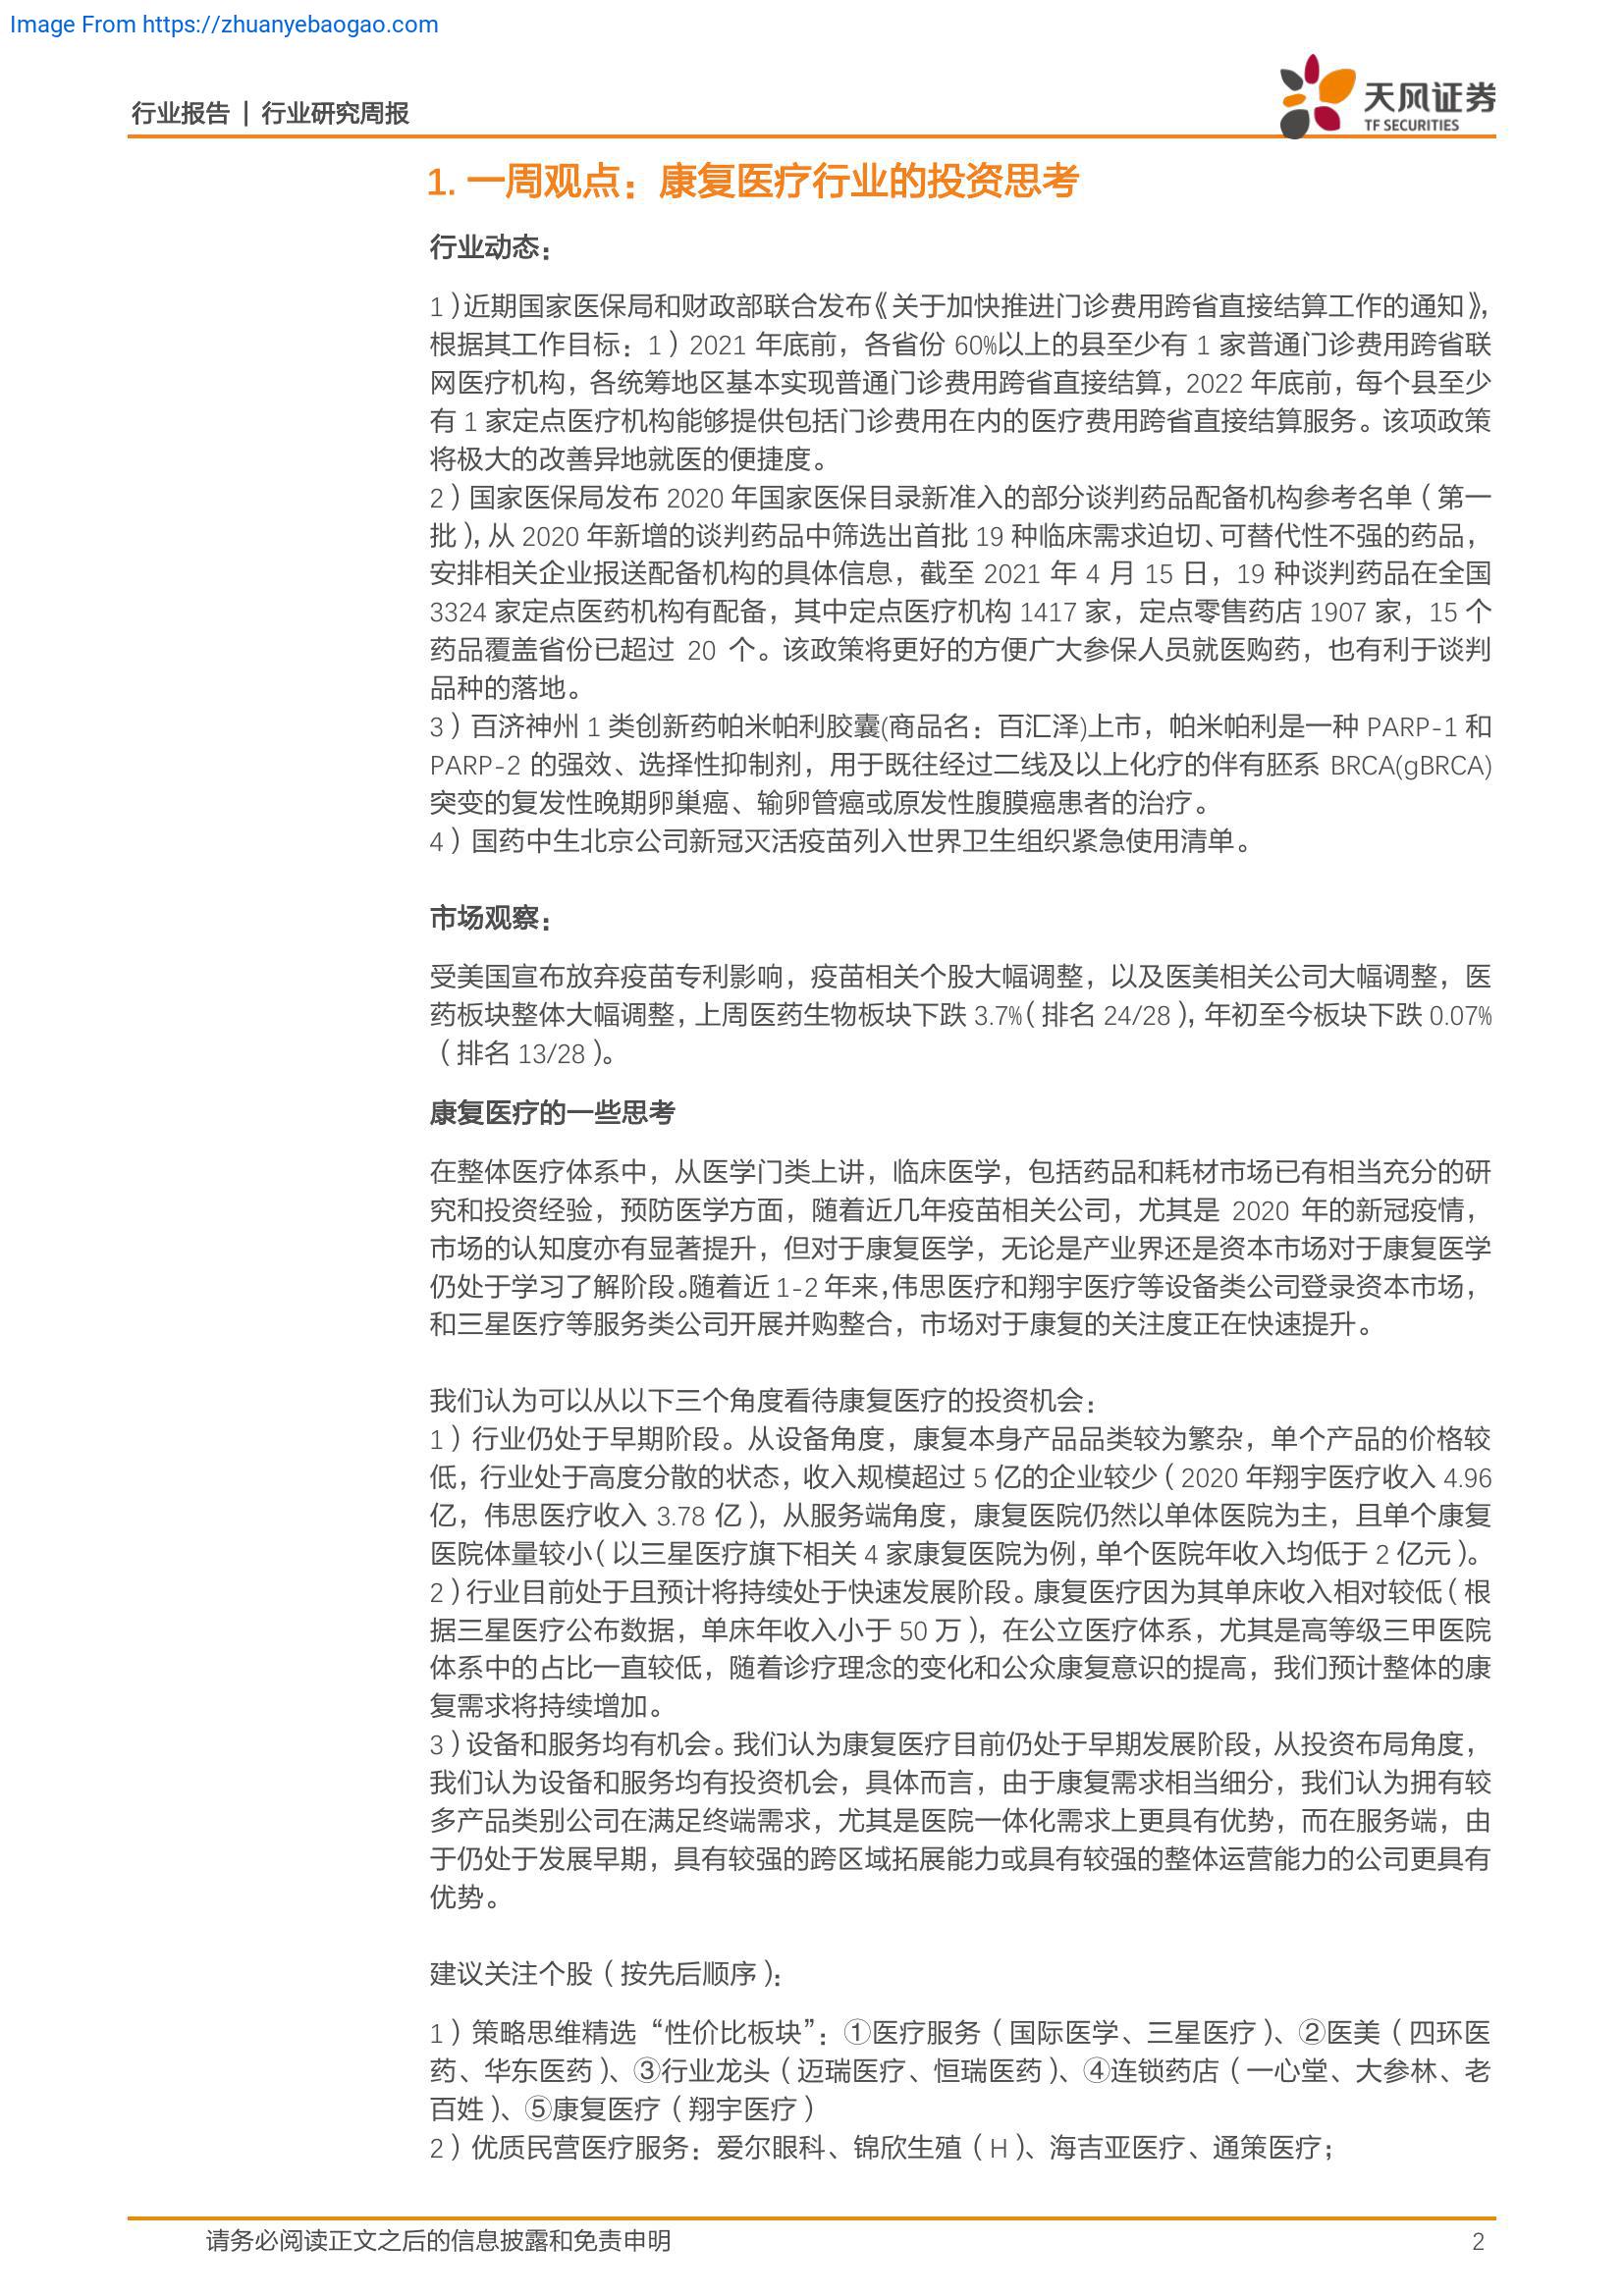 Image From https://zhuanyebaogao.com
行业报告 | 行业研究周报
天风证券
TF SECURITIES
1. 一周观点：康复医疗行业的投资思考
行业动态：
1）近期国家医保局和财政部联合发布《关于加快推进门诊费用跨省直接结算工作的通知》，
根据其工作目标：1）2021 年底前，各省份 60%以上的县至少有 1 家普通门诊费用跨省联
网医疗机构，各统筹地区基本实现普通门诊费用跨省直接结算，2022 年底前，每个县至少
有 1 家定点医疗机构能够提供包括门诊费用在内的医疗费用跨省直接结算服务。该项政策
将极大的改善异地就医的便捷度。
2）国家医保局发布 2020 年国家医保目录新准入的部分谈判药品配备机构参考名单（第一
批），从 2020 年新增的谈判药品中筛选出首批 19 种临床需求迫切、可替代性不强的药品，
安排相关企业报送配备机构的具体信息，截至 2021 年 4 月 15 日，19 种谈判药品在全国
3324 家定点医药机构有配备，其中定点医疗机构 1417 家，定点零售药店 1907 家，15 个
药品覆盖省份已超过 20 个。该政策将更好的方便广大参保人员就医购药，也有利于谈判
品种的落地。
3）百济神州 1 类创新药帕米帕利胶囊(商品名：百汇泽)上市，帕米帕利是一种 PARP-1 和
PARP-2 的强效、选择性抑制剂，用于既往经过二线及以上化疗的伴有胚系 BRCA(gBRCA)
突变的复发性晚期卵巢癌、输卵管癌或原发性腹膜癌患者的治疗。
4）国药中生北京公司新冠灭活疫苗列入世界卫生组织紧急使用清单。
市场观察：
受美国宣布放弃疫苗专利影响，疫苗相关个股大幅调整，以及医美相关公司大幅调整，医
药板块整体大幅调整，上周医药生物板块下跌 3.7%（排名 24/28），年初至今板块下跌 0.07%
（排名 13/28）。
康复医疗的一些思考
在整体医疗体系中，从医学门类上讲，临床医学，包括药品和耗材市场已有相当充分的研
究和投资经验，预防医学方面，随着近几年疫苗相关公司，尤其是 2020 年的新冠疫情，
市场的认知度亦有显著提升，但对于康复医学，无论是产业界还是资本市场对于康复医学
仍处于学习了解阶段。随着近 1-2 年来，伟思医疗和翔宇医疗等设备类公司登录资本市场，
和三星医疗等服务类公司开展并购整合，市场对于康复的关注度正在快速提升。
我们认为可以从以下三个角度看待康复医疗的投资机会：
1）行业仍处于早期阶段。从设备角度，康复本身产品品类较为繁杂，单个产品的价格较
低，行业处于高度分散的状态，收入规模超过 5 亿的企业较少（2020 年翔宇医疗收入 4.96
亿，伟思医疗收入 3.78 亿），从服务端角度，康复医院仍然以单体医院为主，且单个康复
医院体量较小（以三星医疗旗下相关 4 家康复医院为例，单个医院年收入均低于 2 亿元）。
2）行业目前处于且预计将持续处于快速发展阶段。康复医疗因为其单床收入相对较低（根
据三星医疗公布数据，单床年收入小于 50 万），在公立医疗体系，尤其是高等级三甲医院
体系中的占比一直较低，随着诊疗理念的变化和公众康复意识的提高，我们预计整体的康
复需求将持续增加。
3）设备和服务均有机会。我们认为康复医疗目前仍处于早期发展阶段，从投资布局角度，
我们认为设备和服务均有投资机会，具体而言，由于康复需求相当细分，我们认为拥有较
多产品类别公司在满足终端需求，尤其是医院一体化需求上更具有优势，而在服务端，由
于仍处于发展早期，具有较强的跨区域拓展能力或具有较强的整体运营能力的公司更具有
优势。
建议关注个股（按先后顺序）：
1）策略思维精选“性价比板块”：①医疗服务（国际医学、三星医疗）、②医美（四环医
药、华东医药）、③行业龙头（迈瑞医疗、恒瑞医药）、④连锁药店（一心堂、大参林、老
百姓）、⑤康复医疗（翔宇医疗）
2）优质民营医疗服务：爱尔眼科、锦欣生殖（H）、海吉亚医疗、通策医疗；
请务必阅读正文之后的信息披露和免责申明
2